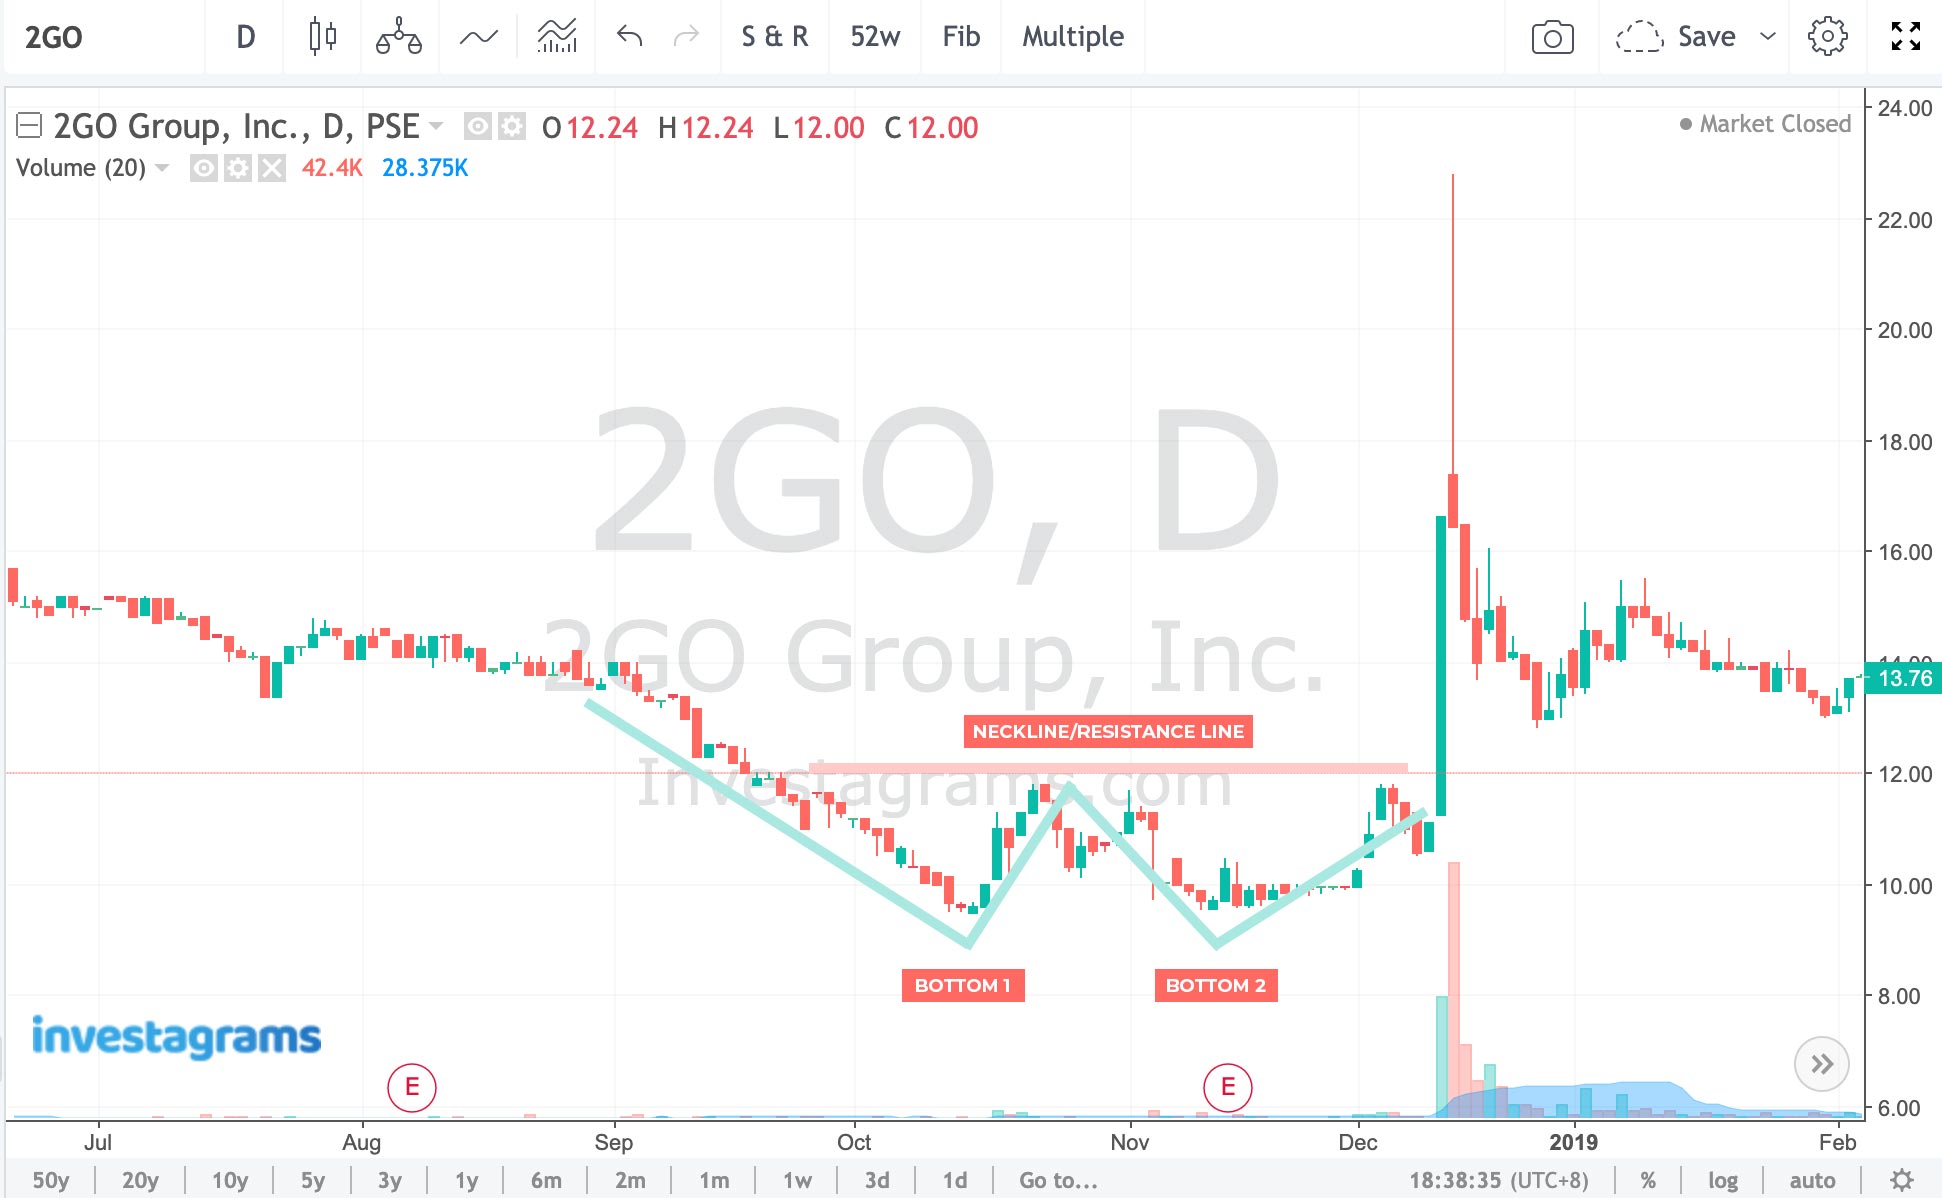 2GO D S & R 52w Fib Multiple Save
2GO Group, Inc., D, PSE O12.24 H12.24 L12.00 C12.00
Market Closed
Volume (20) 42.4K 28.375K
24.00
22.00
20.00
18.00
16.00
14.00
13.76
12.00
10.00
8.00
6.00
2GO, D
2GO Group, Inc.
Investagrams.com
NECKLINE/RESISTANCE LINE
BOTTOM 1
BOTTOM 2
investagrams
E
E
Jul Aug Sep Oct Nov Dec 2019 Feb
50y 20y 10y 5y 3y 1y 6m 2m 1m 1w 3d 1d Go to... 18:38:35 (UTC+8) % log auto